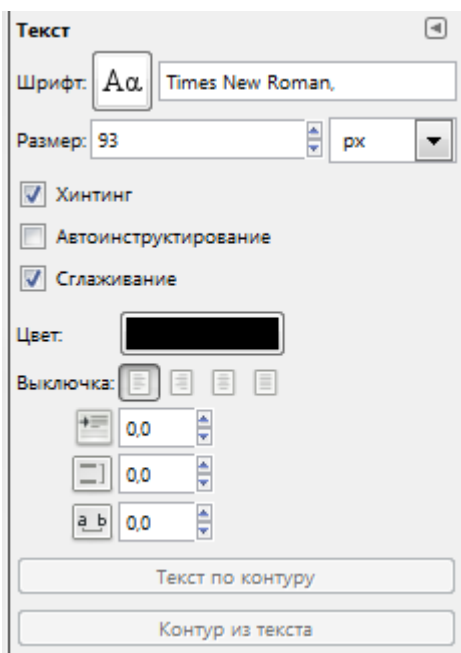 Текст
Шрифт: Aα Times New Roman,
Размер: 93 px
Хинтинг
Автоинструктирование
Сглаживание
Цвет:
Выключка:
0,0
0,0
a b 0,0
Текст по контуру
Контур из текста